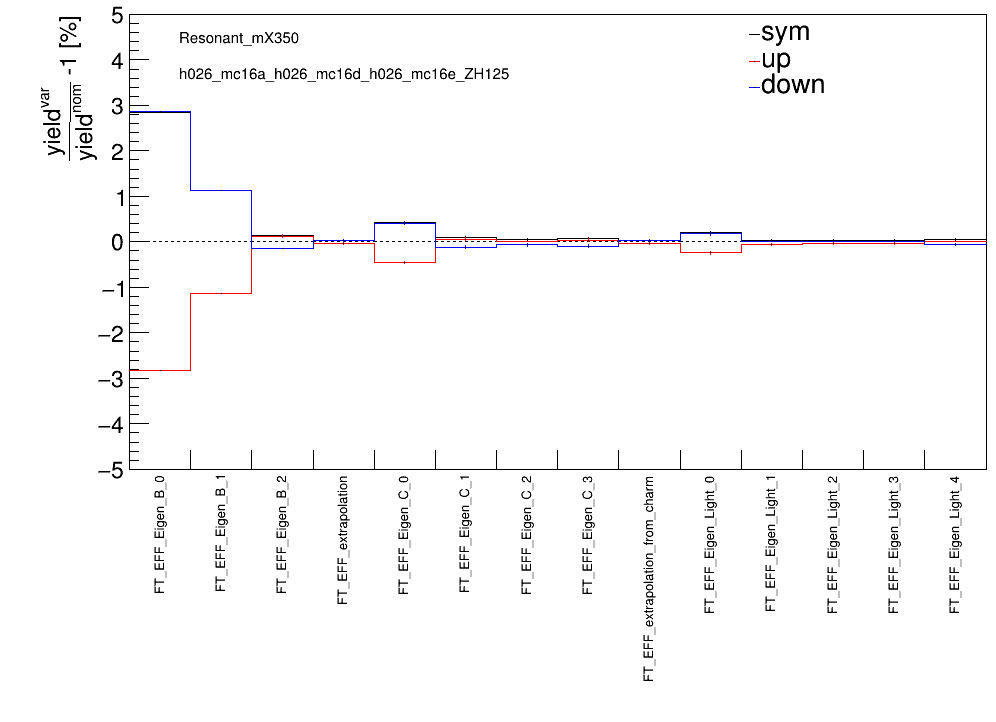 yield^var
yield^nom
-1 [%]
5
4
3
2
1
0
−1
−2
−3
−4
−5
Resonant_mX350
h026_mc16a_h026_mc16d_h026_mc16e_ZH125
sym
up
down
FT_EFF_Eigen_B_0
FT_EFF_Eigen_B_1
FT_EFF_Eigen_B_2
FT_EFF_extrapolation
FT_EFF_Eigen_C_0
FT_EFF_Eigen_C_1
FT_EFF_Eigen_C_2
FT_EFF_Eigen_C_3
FT_EFF_extrapolation_from_charm
FT_EFF_Eigen_Light_0
FT_EFF_Eigen_Light_1
FT_EFF_Eigen_Light_2
FT_EFF_Eigen_Light_3
FT_EFF_Eigen_Light_4